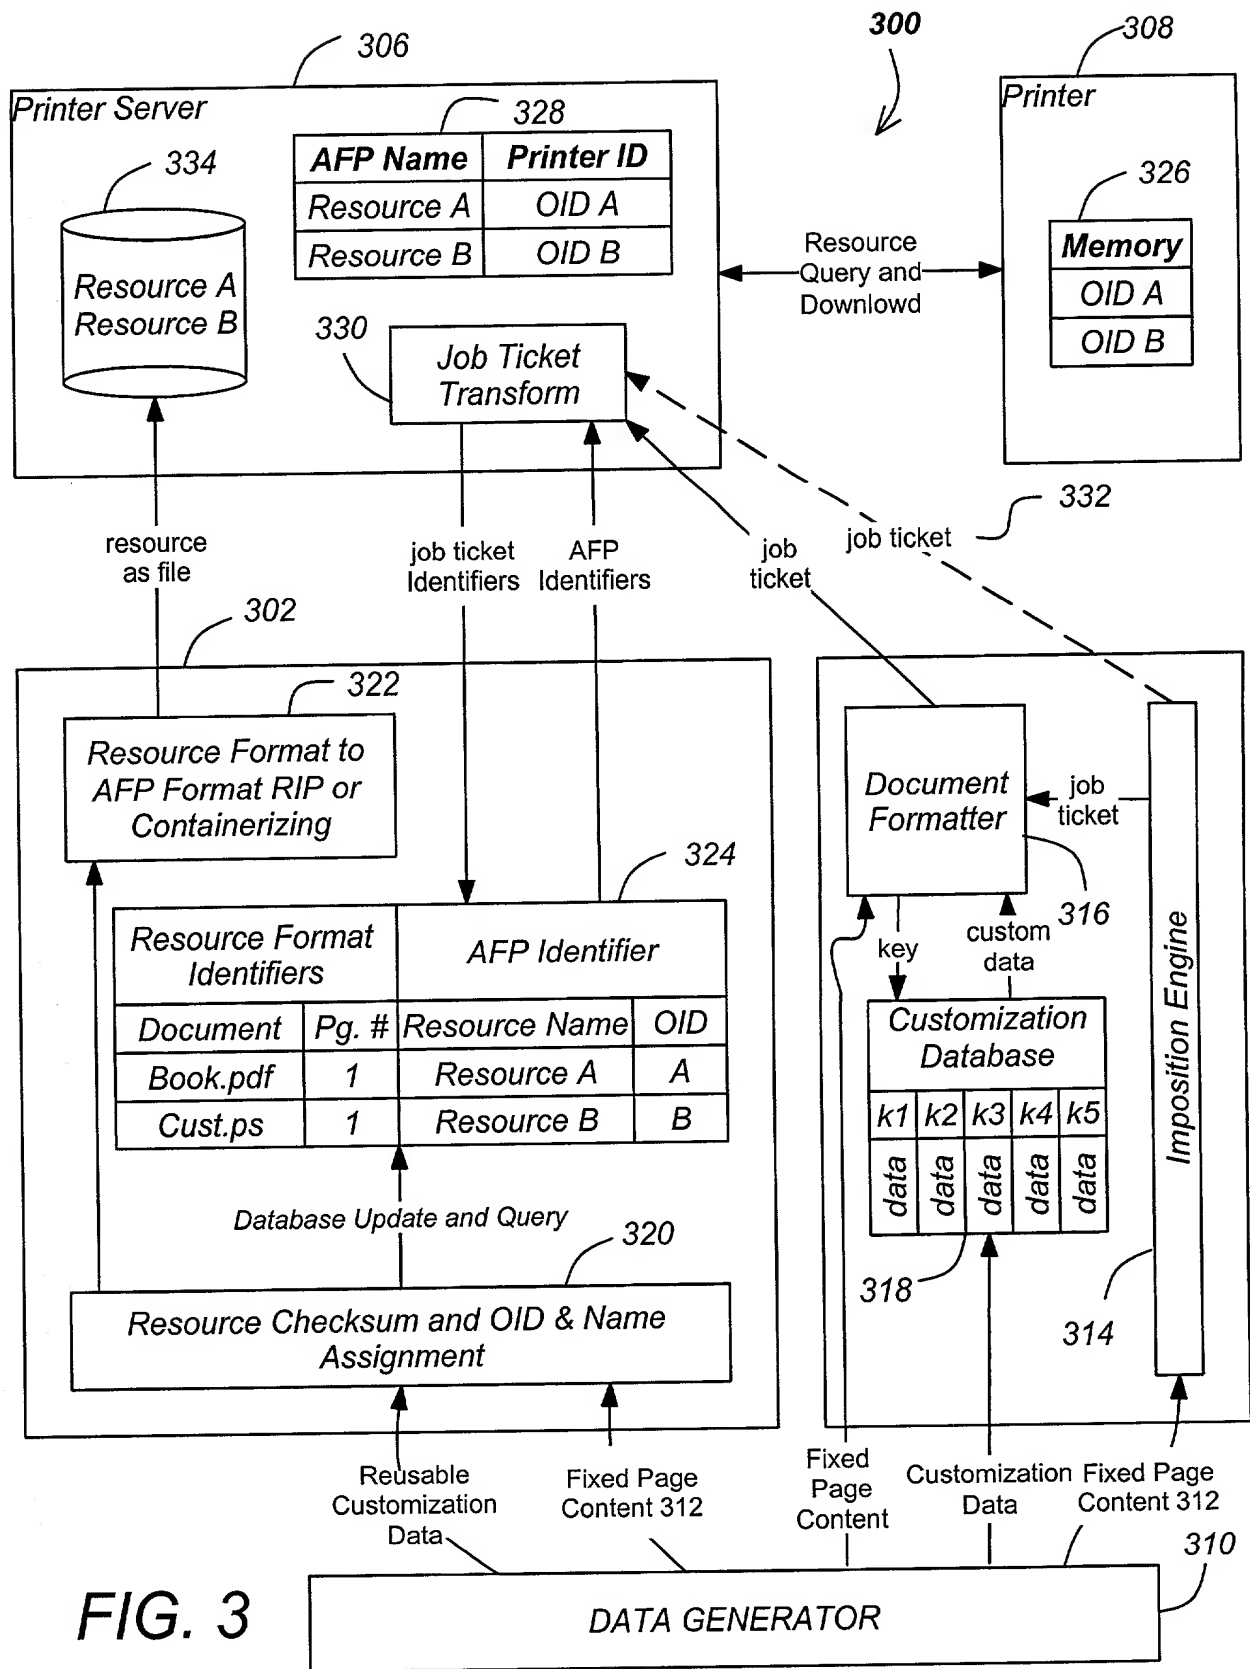 300
306
308
Printer Server
Printer
328
334
AFP Name Printer ID
Resource A OID A
Resource B OID B
Resource A
Resource B
326
Memory
OID A
OID B
Resource
Query and
Downlowd
330
Job Ticket
Transform
332
resource
as file
job ticket
Identifiers
AFP
Identifiers
job
ticket
job ticket
302
322
Resource Format to
AFP Format RIP or
Containerizing
324
Resource Format
Identifiers
AFP Identifier
Document Pg. # Resource Name OID
Book.pdf 1 Resource A A
Cust.ps 1 Resource B B
Database Update and Query
320
Resource Checksum and OID & Name
Assignment
Document
Formatter
job
ticket
316
key
custom
data
Customization
Database
k1 k2 k3 k4 k5
data data data data data
318
Imposition Engine
314
Reusable
Customization
Data
Fixed Page
Content 312
Fixed
Page
Content
Customization
Data
Fixed Page
Content 312
310
DATA GENERATOR
FIG. 3